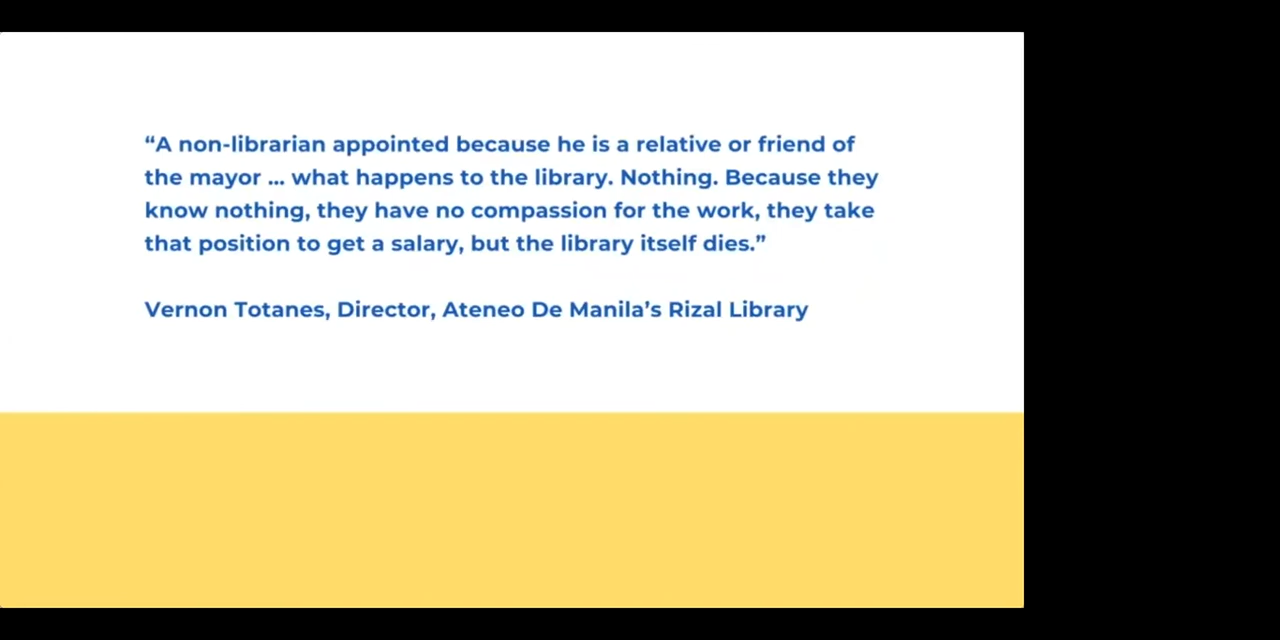 “A non-librarian appointed because he is a relative or friend of
the mayor ... what happens to the library. Nothing. Because they
know nothing, they have no compassion for the work, they take
that position to get a salary, but the library itself dies.”
Vernon Totanes, Director, Ateneo De Manila’s Rizal Library